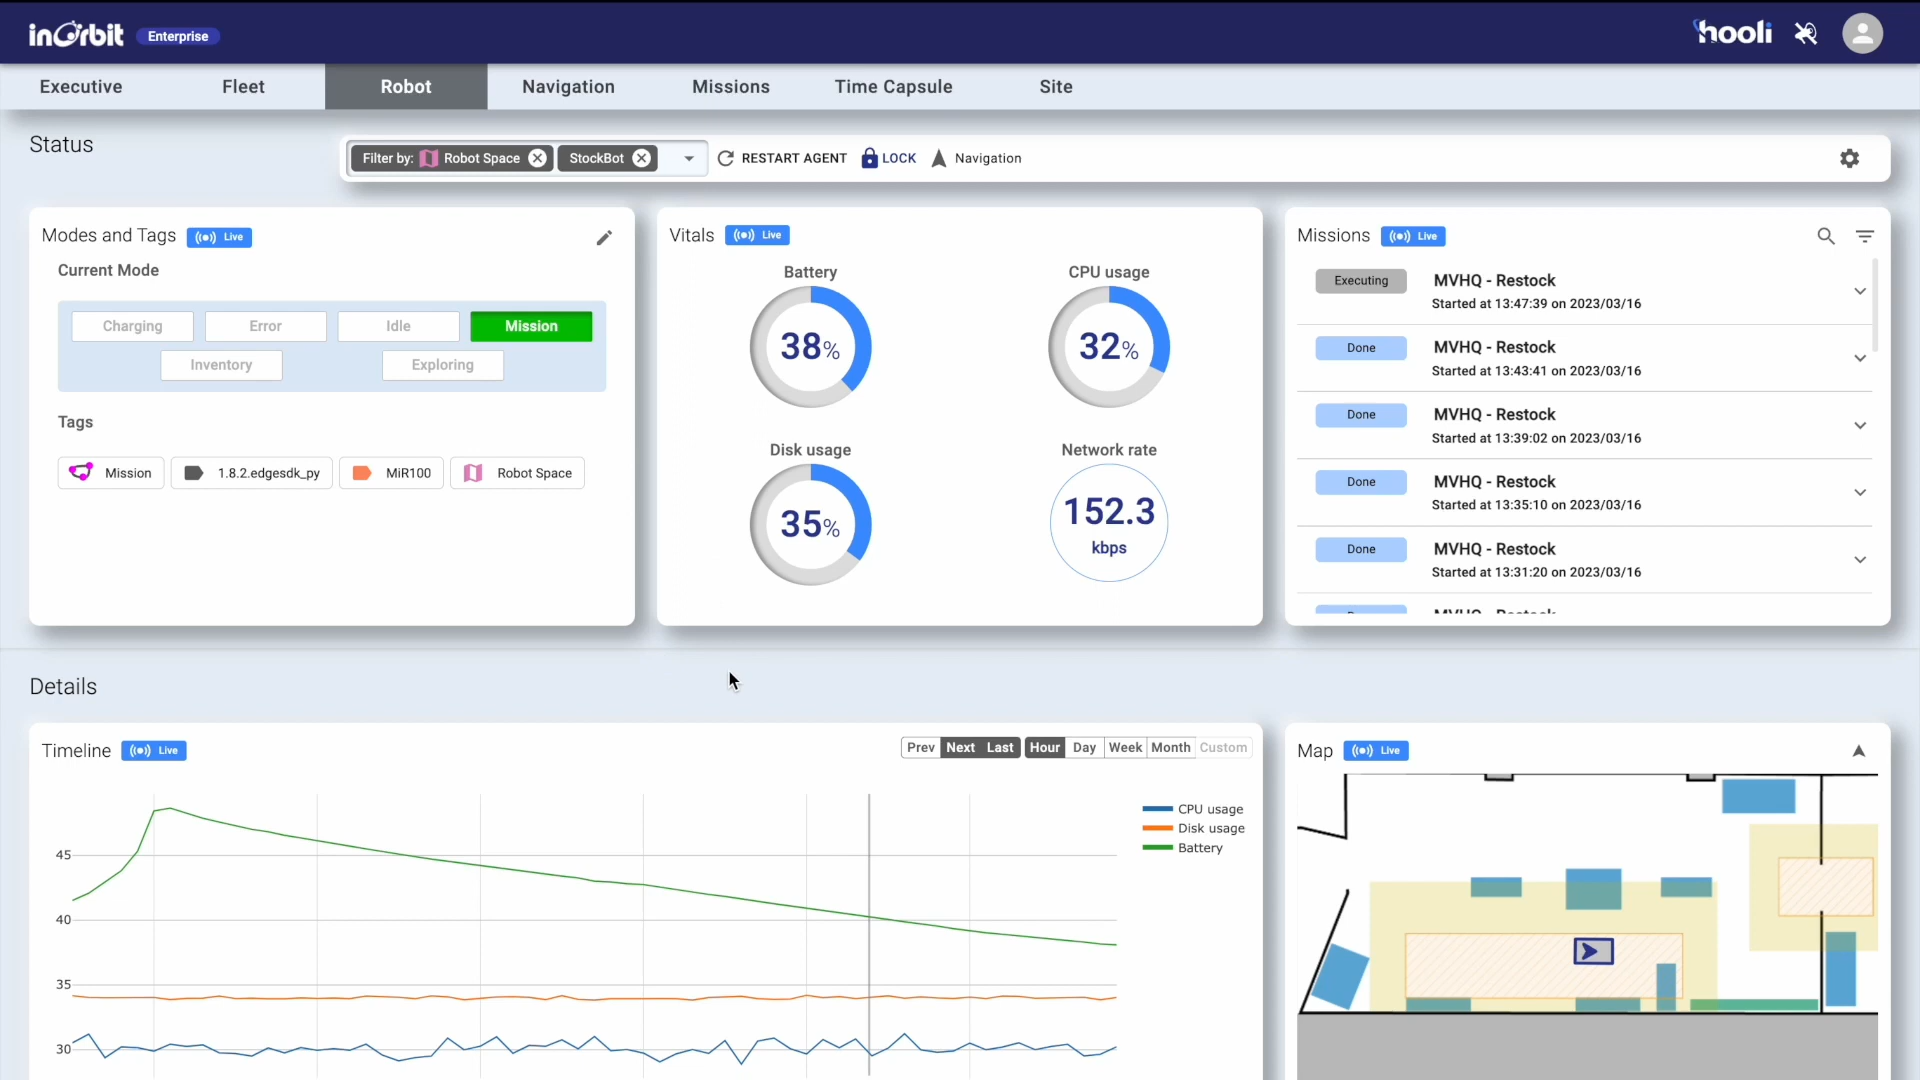 inOrbit Enterprise
hooli
Executive Fleet Robot Navigation Missions Time Capsule Site
Status
Filter by: Robot Space StockBot RESTART AGENT LOCK Navigation
Modes and Tags Live
Current Mode
Charging Error Idle Mission
Inventory Exploring
Tags
Mission 1.8.2.edgesdk_py MiR100 Robot Space
Vitals Live
Battery CPU usage
38% 32%
Disk usage Network rate
35% 152.3
kbps
Missions Live
Executing MVHQ - Restock
Started at 13:47:39 on 2023/03/16
Done MVHQ - Restock
Started at 13:43:41 on 2023/03/16
Done MVHQ - Restock
Started at 13:39:02 on 2023/03/16
Done MVHQ - Restock
Started at 13:35:10 on 2023/03/16
Done MVHQ - Restock
Started at 13:31:20 on 2023/03/16
Details
Timeline Live
Prev Next Last Hour Day Week Month Custom
CPU usage
Disk usage
Battery
45
40
35
30
Map Live